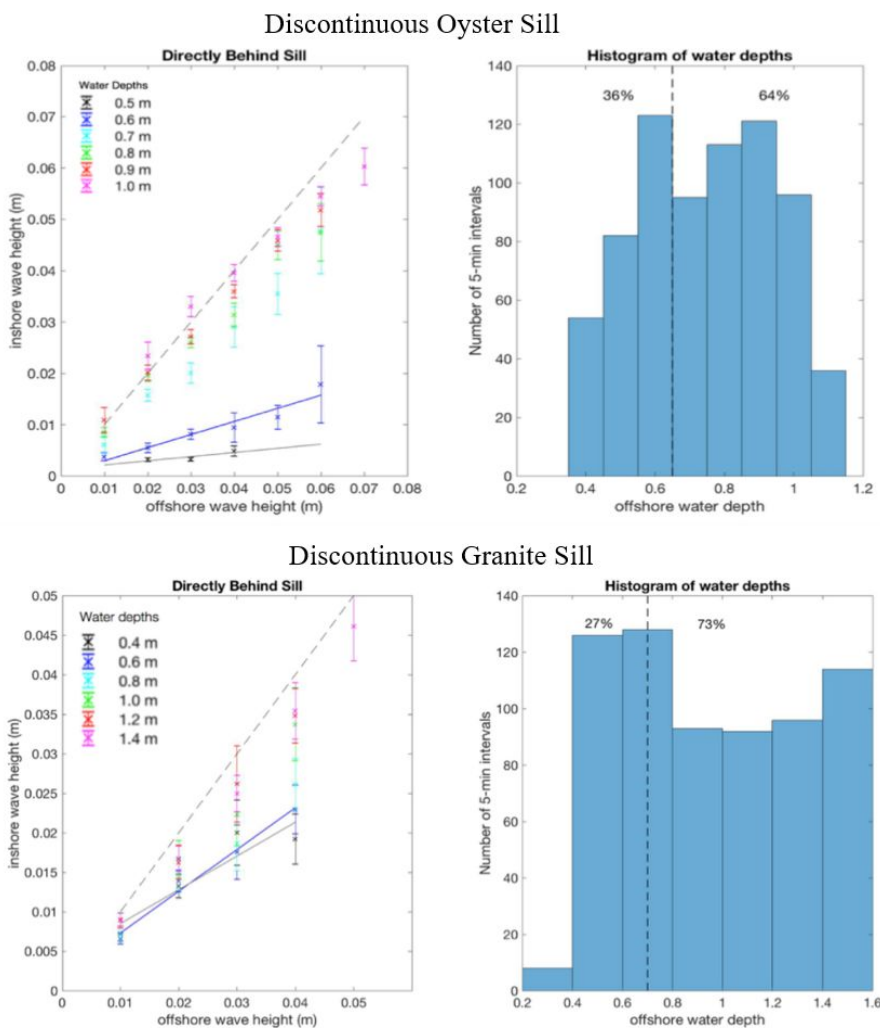 Discontinuous Oyster Sill
Directly Behind Sill
0.08
0.07
0.06
0.05
0.04
0.03
0.02
0.01
0
inshore wave height (m)
Water Depths
0.5 m
0.6 m
0.7 m
0.8 m
0.9 m
1.0 m
0 0.01 0.02 0.03 0.04 0.05 0.06 0.07 0.08
offshore wave height (m)
Histogram of water depths
140
120
100
80
60
40
20
0
Number of 5-min intervals
36% 64%
0.2 0.4 0.6 0.8 1 1.2
offshore water depth
Discontinuous Granite Sill
Directly Behind Sill
0.05
0.045
0.04
0.035
0.03
0.025
0.02
0.015
0.01
0.005
0
inshore wave height (m)
Water depths
0.4 m
0.6 m
0.8 m
1.0 m
1.2 m
1.4 m
0 0.01 0.02 0.03 0.04 0.05
offshore wave height (m)
Histogram of water depths
140
120
100
80
60
40
20
0
Number of 5-min intervals
27% 73%
0.2 0.4 0.6 0.8 1 1.2 1.4 1.6
offshore water depth